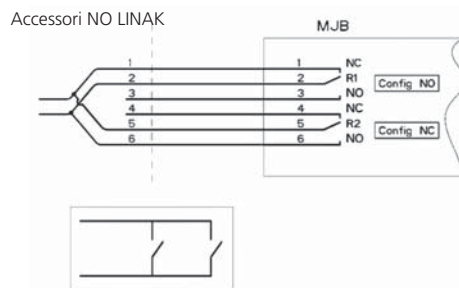 Accessori NO LINAK
MJB
1 1 NC
2 2 R1
3 3 NO
4 4 NC
5 5 R2
6 6 NO
Config NO
Config NC